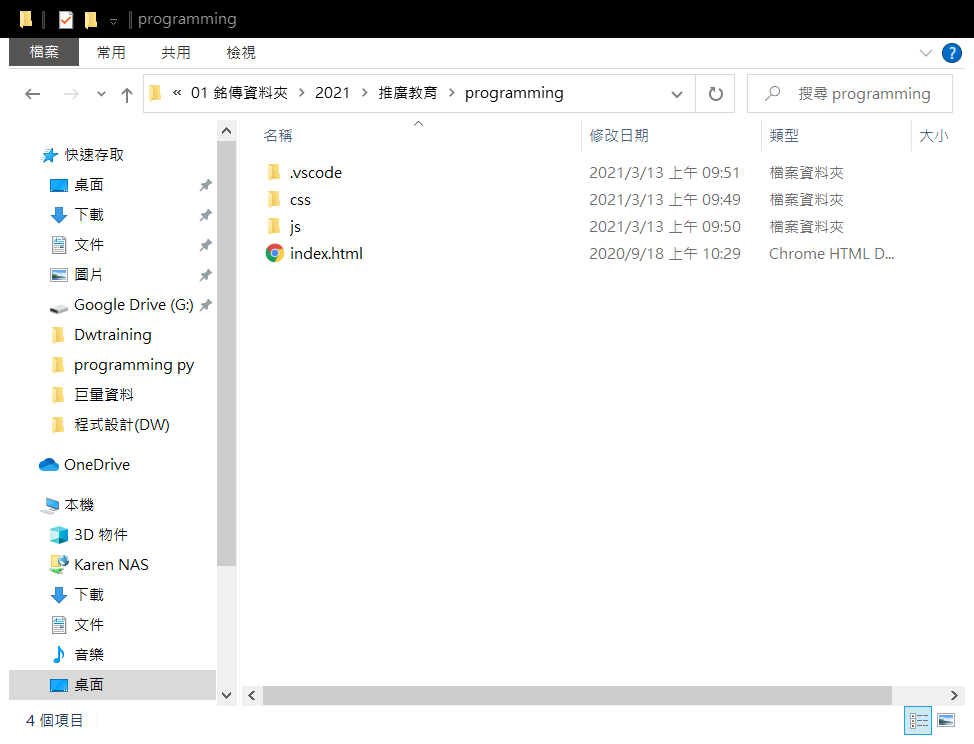 programming
檔案 常用 共用 檢視
« 01 銘傳資料夾 > 2021 > 推廣教育 > programming 搜尋 programming
名稱 修改日期 類型 大小
.vscode 2021/3/13 上午 09:51 檔案資料夾
css 2021/3/13 上午 09:49 檔案資料夾
js 2021/3/13 上午 09:50 檔案資料夾
index.html 2020/9/18 上午 10:29 Chrome HTML D...
快速存取
桌面
下載
文件
圖片
Google Drive (G:)
Dwtraining
programming py
巨量資料
程式設計(DW)
OneDrive
本機
3D 物件
Karen NAS
下載
文件
音樂
桌面
4 個項目